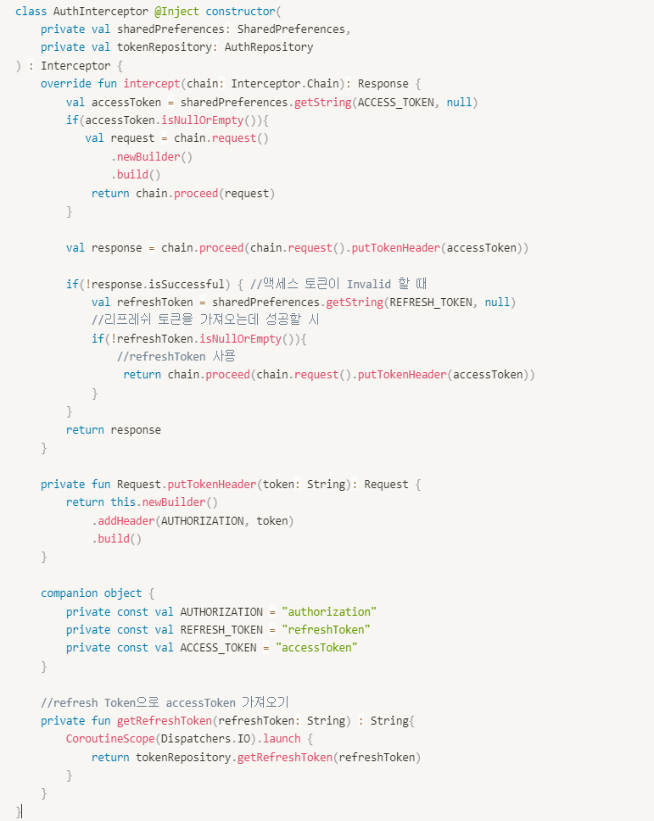 class AuthInterceptor @Inject constructor(
    private val sharedPreferences: SharedPreferences,
    private val tokenRepository: AuthRepository
) : Interceptor {
    override fun intercept(chain: Interceptor.Chain): Response {
        val accessToken = sharedPreferences.getString(ACCESS_TOKEN, null)
        if(accessToken.isNullOrEmpty()){
           val request = chain.request()
               .newBuilder()
               .build()
            return chain.proceed(request)
        }
        val response = chain.proceed(chain.request().putTokenHeader(accessToken))
        if(!response.isSuccessful) { //액세스 토큰이 Invalid 할 때
            val refreshToken = sharedPreferences.getString(REFRESH_TOKEN, null)
            //리프레쉬 토큰을 가져오는데 성공할 시
            if(!refreshToken.isNullOrEmpty()){
                //refreshToken 사용
                 return chain.proceed(chain.request().putTokenHeader(accessToken))
            }
        }
        return response
    }
    private fun Request.putTokenHeader(token: String): Request {
        return this.newBuilder()
            .addHeader(AUTHORIZATION, token)
            .build()
    }
    companion object {
        private const val AUTHORIZATION = "authorization"
        private const val REFRESH_TOKEN = "refreshToken"
        private const val ACCESS_TOKEN = "accessToken"
    }
    //refresh Token으로 accessToken 가져오기
    private fun getRefreshToken(refreshToken: String) : String{
        CoroutineScope(Dispatchers.IO).launch {
            return tokenRepository.getRefreshToken(refreshToken)
        }
    }
}